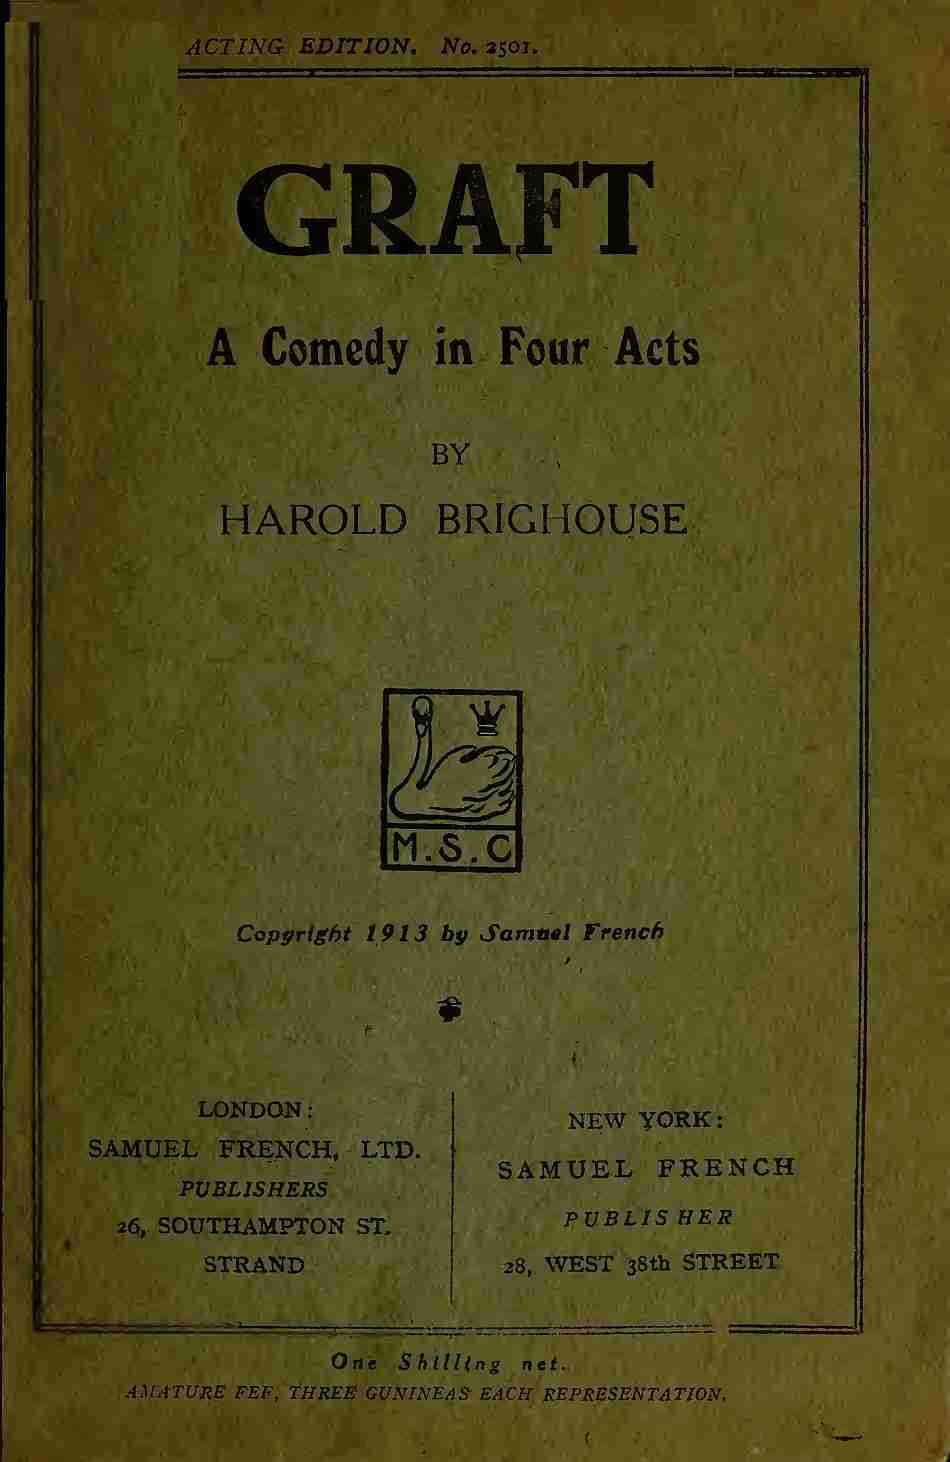 ACTING EDITION. No. 2501.
GRAFT
A Comedy in Four Acts
BY
HAROLD BRIGHOUSE
M.S.C
Copyright 1913 by Samuel French
LONDON:
SAMUEL FRENCH, LTD.
PUBLISHERS
26, SOUTHAMPTON ST.
STRAND
NEW YORK:
SAMUEL FRENCH
PUBLISHER
28, WEST 38th STREET
One Shilling net.
AMATURE FEE, THREE GUNINEAS EACH REPRESENTATION.